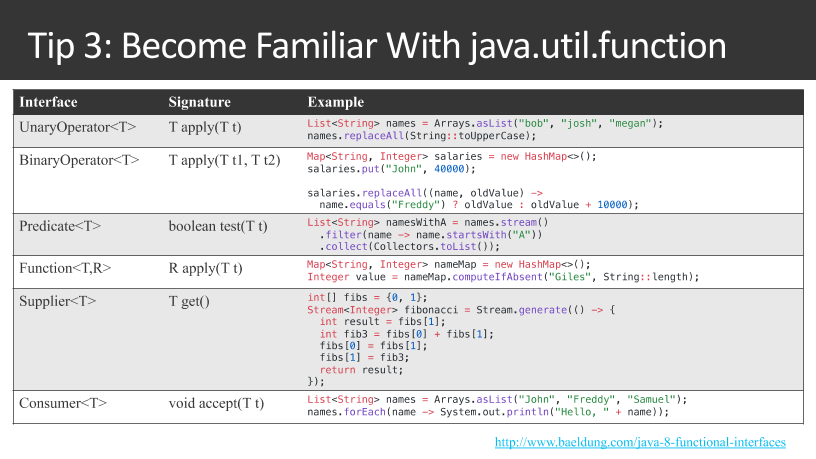 Tip 3: Become Familiar With java.util.function
Interface Signature Example
UnaryOperator<T> T apply(T t) List<String> names = Arrays.asList("bob", "josh", "megan");
names.replaceAll(String::toUpperCase);
BinaryOperator<T> T apply(T t1, T t2) Map<String, Integer> salaries = new HashMap<>();
salaries.put("John", 40000);
salaries.replaceAll((name, oldValue) ->
name.equals("Freddy") ? oldValue : oldValue + 10000);
Predicate<T> boolean test(T t) List<String> namesWithA = names.stream()
.filter(name -> name.startsWith("A"))
.collect(Collectors.toList());
Function<T,R> R apply(T t) Map<String, Integer> nameMap = new HashMap<>();
Integer value = nameMap.computeIfAbsent("Giles", String::length);
Supplier<T> T get() int[] fibs = {0, 1};
Stream<Integer> fibonacci = Stream.generate(() -> {
int result = fibs[1];
int fib3 = fibs[0] + fibs[1];
fibs[0] = fibs[1];
fibs[1] = fib3;
return result;
});
Consumer<T> void accept(T t) List<String> names = Arrays.asList("John", "Freddy", "Samuel");
names.forEach(name -> System.out.println("Hello, " + name));
http://www.baeldung.com/java-8-functional-interfaces